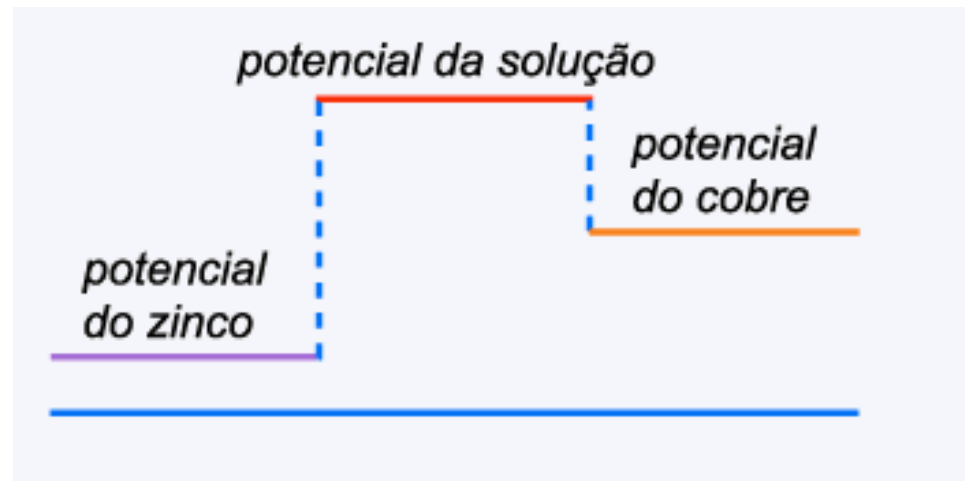 potencial da solução
potencial
do cobre
potencial
do zinco